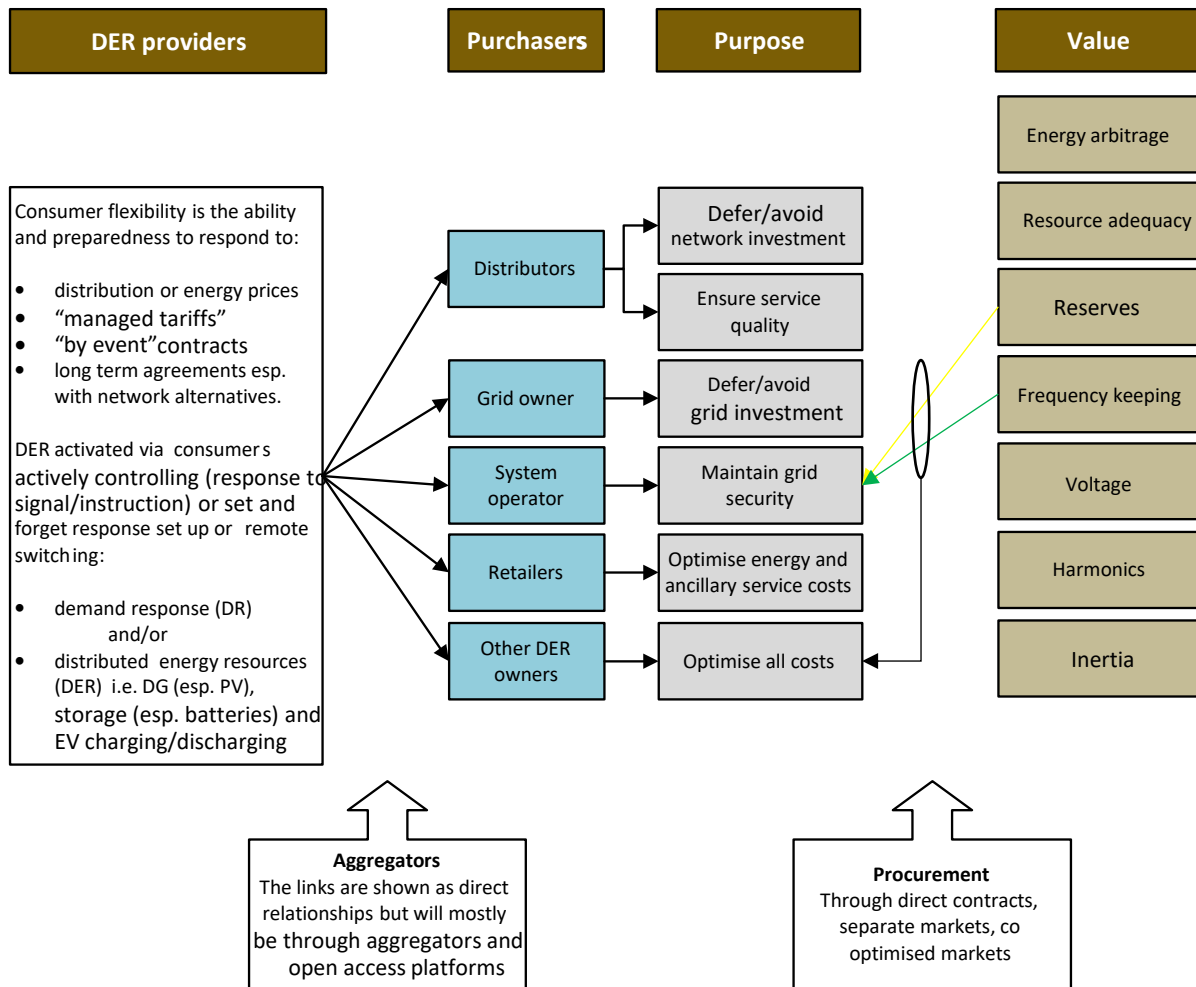 DER providers
Purchasers
Purpose
Value
Consumer flexibility is the ability
and preparedness to respond to:
• distribution or energy prices
• “managed tariffs”
• “by event”contracts
• long term agreements esp.
with network alternatives.
DER activated via consumers
actively controlling (response to
signal/instruction) or set and
forget response set up or remote
switching:
• demand response (DR)
and/or
• distributed energy resources
(DER) i.e. DG (esp. PV),
storage (esp. batteries) and
EV charging/discharging
Distributors
Grid owner
System
operator
Retailers
Other DER
owners
Defer/avoid
network investment
Ensure service
quality
Defer/avoid
grid investment
Maintain grid
security
Optimise energy and
ancillary service costs
Optimise all costs
Energy arbitrage
Resource adequacy
Reserves
Frequency keeping
Voltage
Harmonics
Inertia
Aggregators
The links are shown as direct
relationships but will mostly
be through aggregators and
open access platforms
Procurement
Through direct contracts,
separate markets, co
optimised markets